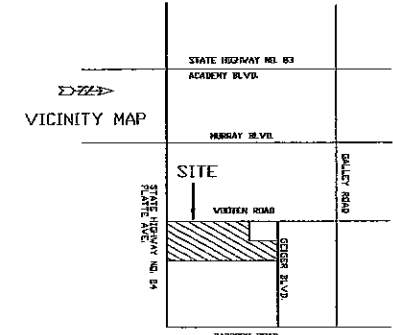 STATE HIGHWAY NO. 83
ACADEMY BLVD.
VICINITY MAP
MURRAY BLVD.
SITE
GALLEY ROAD
STATE HIGHWAY NO. 94
PLATTE AVE.
WOOTEN ROAD
GEIGER BLVD.